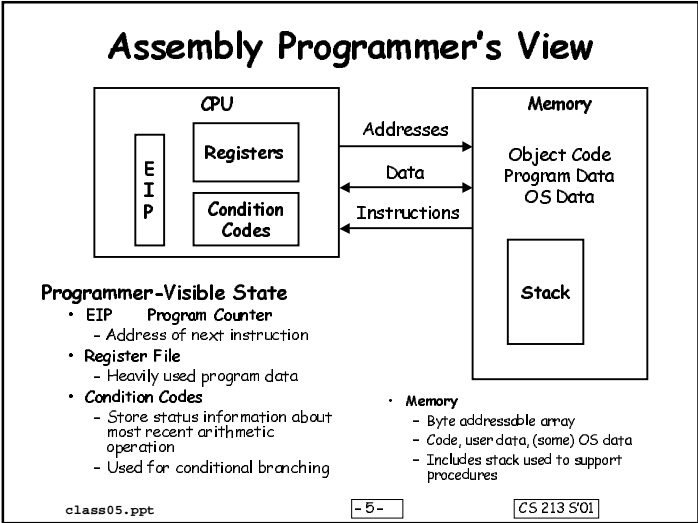 Assembly Programmer's View
CPU
E
I
P
Registers
Condition
Codes
Addresses
Data
Instructions
Memory
Object Code
Program Data
OS Data
Stack
Programmer-Visible State
• EIP Program Counter
– Address of next instruction
• Register File
– Heavily used program data
• Condition Codes
– Store status information about
most recent arithmetic
operation
– Used for conditional branching
• Memory
– Byte addressable array
– Code, user data, (some) OS data
– Includes stack used to support
procedures
class05.ppt
– 5 –
CS 213 S'01